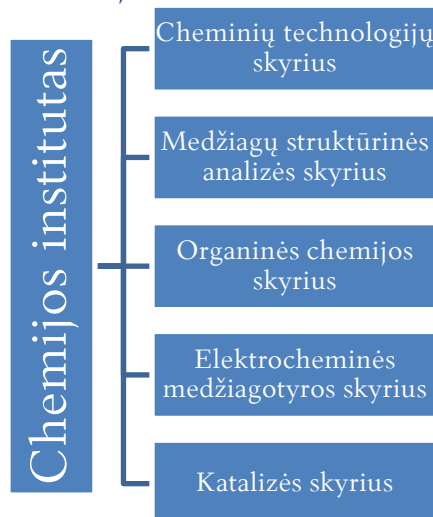 Chemijos institutas
Cheminių technologijų
skyrius
Medžiagų struktūrinės
analizės skyrius
Organinės chemijos
skyrius
Elektrocheminės
medžiagotyros skyrius
Katalizės skyrius